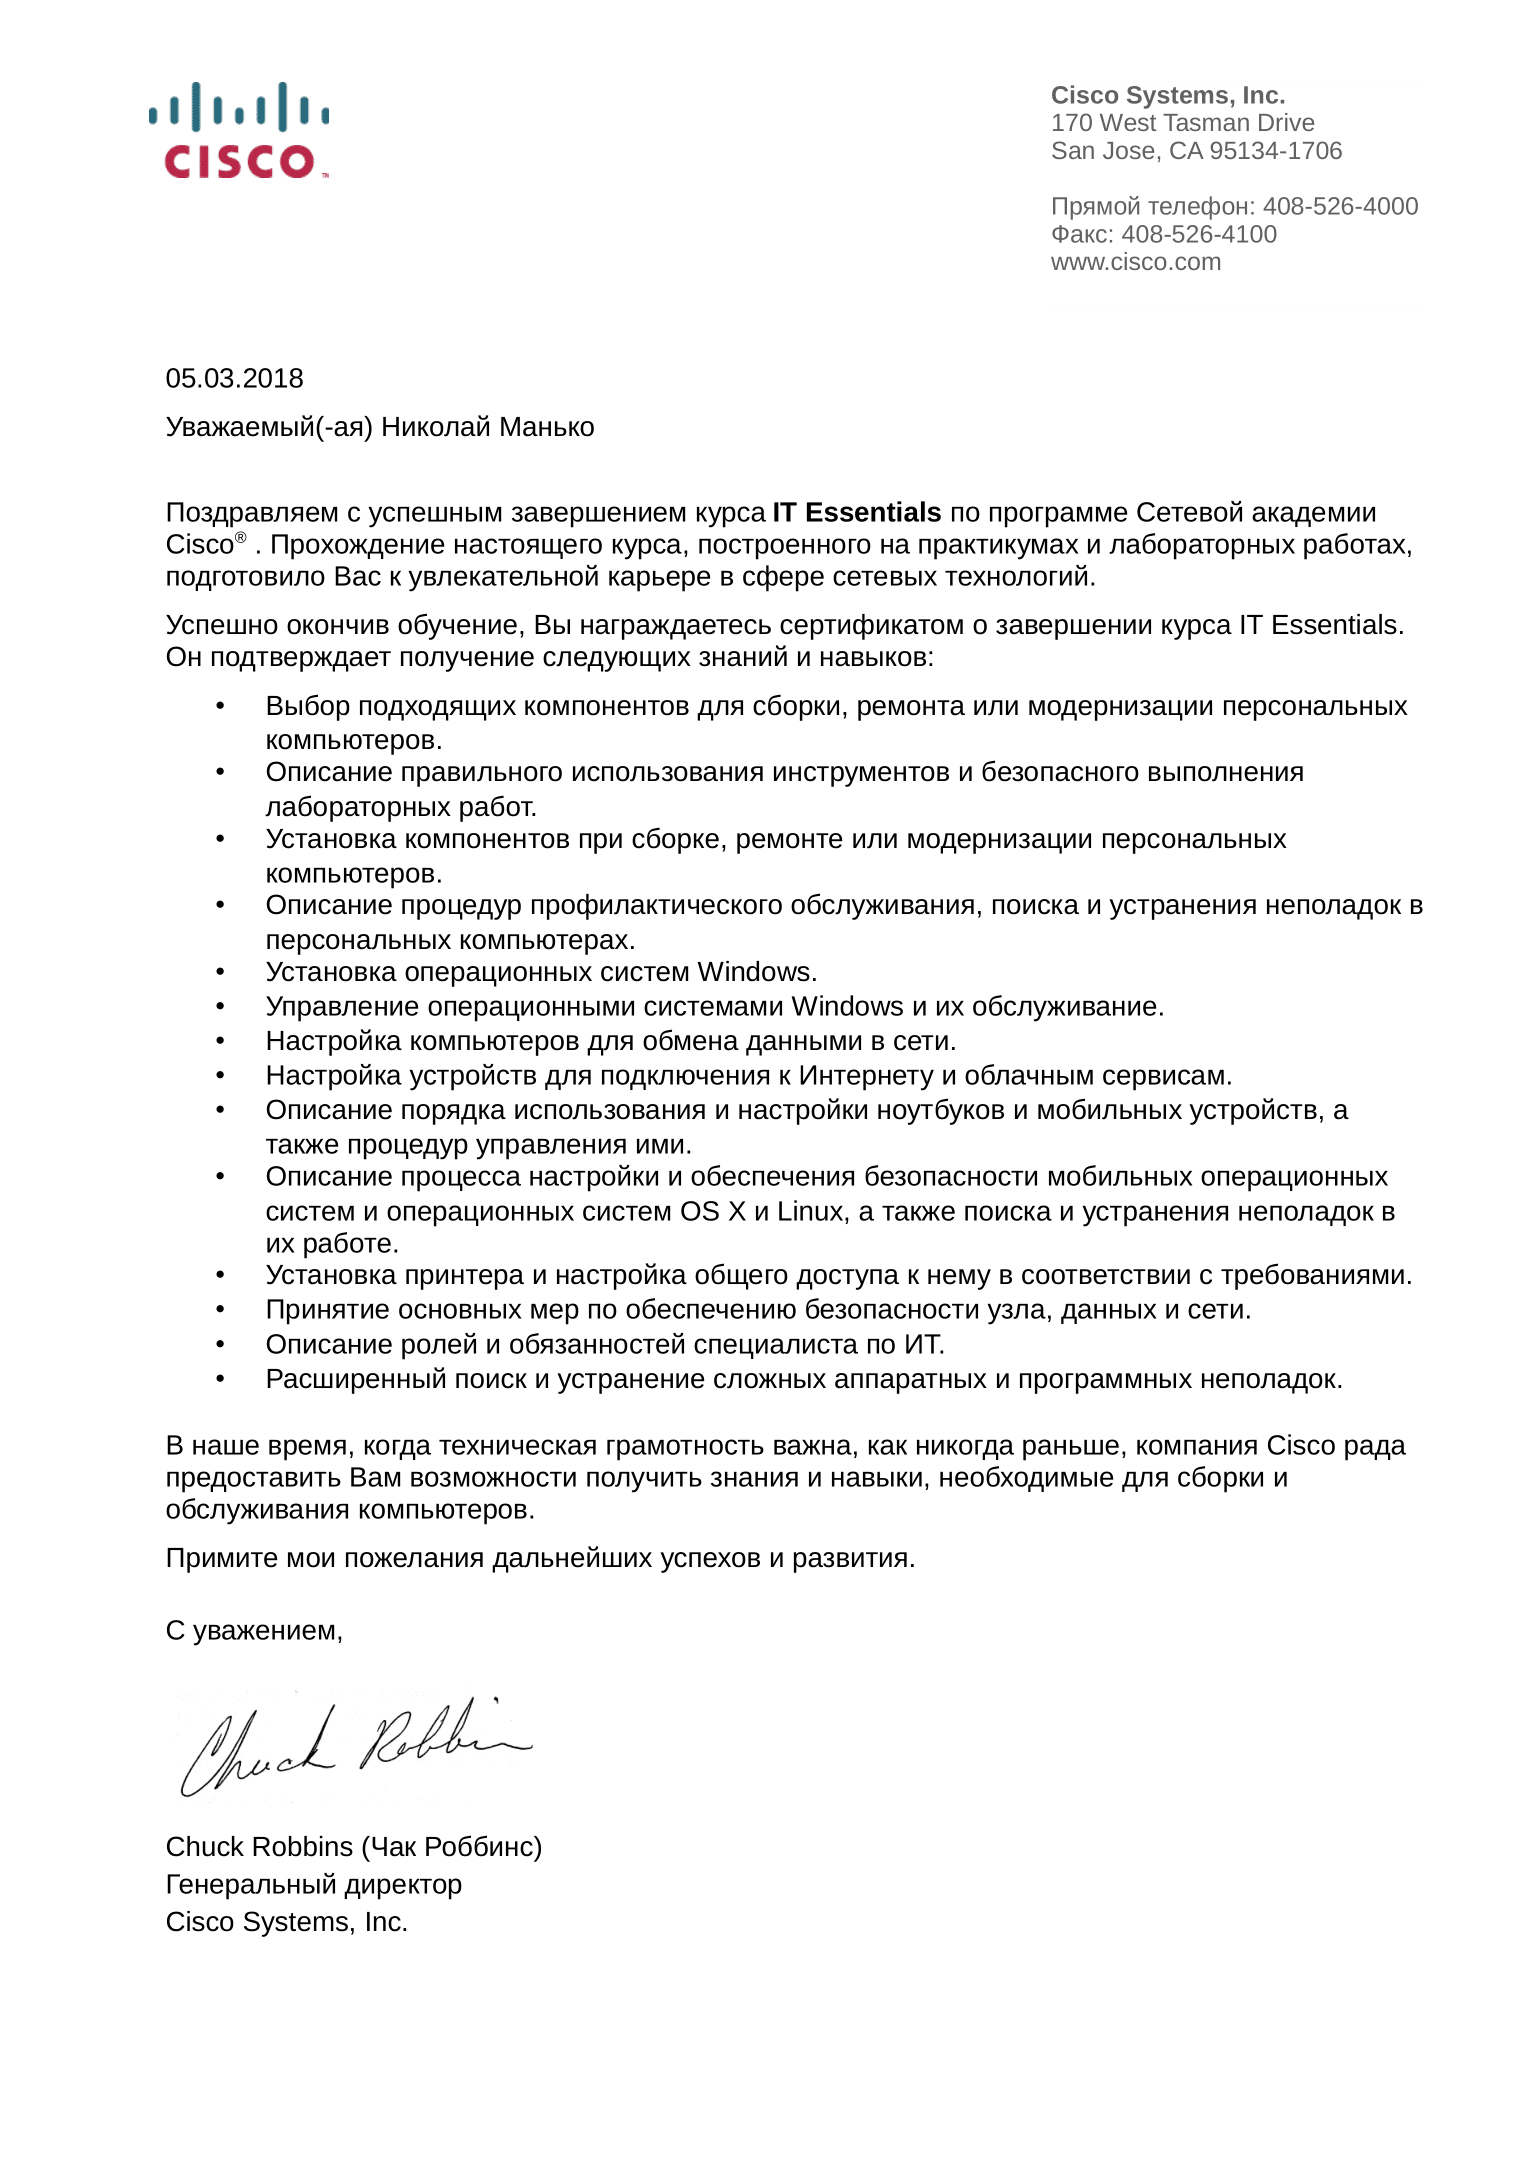 CISCO™
Cisco Systems, Inc.
170 West Tasman Drive
San Jose, CA 95134-1706
Прямой телефон: 408-526-4000
Факс: 408-526-4100
www.cisco.com
05.03.2018
Уважаемый(-ая) Николай Манько
Поздравляем с успешным завершением курса IT Essentials по программе Сетевой академии
Cisco® . Прохождение настоящего курса, построенного на практикумах и лабораторных работах,
подготовило Вас к увлекательной карьере в сфере сетевых технологий.
Успешно окончив обучение, Вы награждаетесь сертификатом о завершении курса IT Essentials.
Он подтверждает получение следующих знаний и навыков:
• Выбор подходящих компонентов для сборки, ремонта или модернизации персональных
компьютеров.
• Описание правильного использования инструментов и безопасного выполнения
лабораторных работ.
• Установка компонентов при сборке, ремонте или модернизации персональных
компьютеров.
• Описание процедур профилактического обслуживания, поиска и устранения неполадок в
персональных компьютерах.
• Установка операционных систем Windows.
• Управление операционными системами Windows и их обслуживание.
• Настройка компьютеров для обмена данными в сети.
• Настройка устройств для подключения к Интернету и облачным сервисам.
• Описание порядка использования и настройки ноутбуков и мобильных устройств, а
также процедур управления ими.
• Описание процесса настройки и обеспечения безопасности мобильных операционных
систем и операционных систем OS X и Linux, а также поиска и устранения неполадок в
их работе.
• Установка принтера и настройка общего доступа к нему в соответствии с требованиями.
• Принятие основных мер по обеспечению безопасности узла, данных и сети.
• Описание ролей и обязанностей специалиста по ИТ.
• Расширенный поиск и устранение сложных аппаратных и программных неполадок.
В наше время, когда техническая грамотность важна, как никогда раньше, компания Cisco рада
предоставить Вам возможности получить знания и навыки, необходимые для сборки и
обслуживания компьютеров.
Примите мои пожелания дальнейших успехов и развития.
С уважением,
Chuck Robbins
Chuck Robbins (Чак Роббинс)
Генеральный директор
Cisco Systems, Inc.